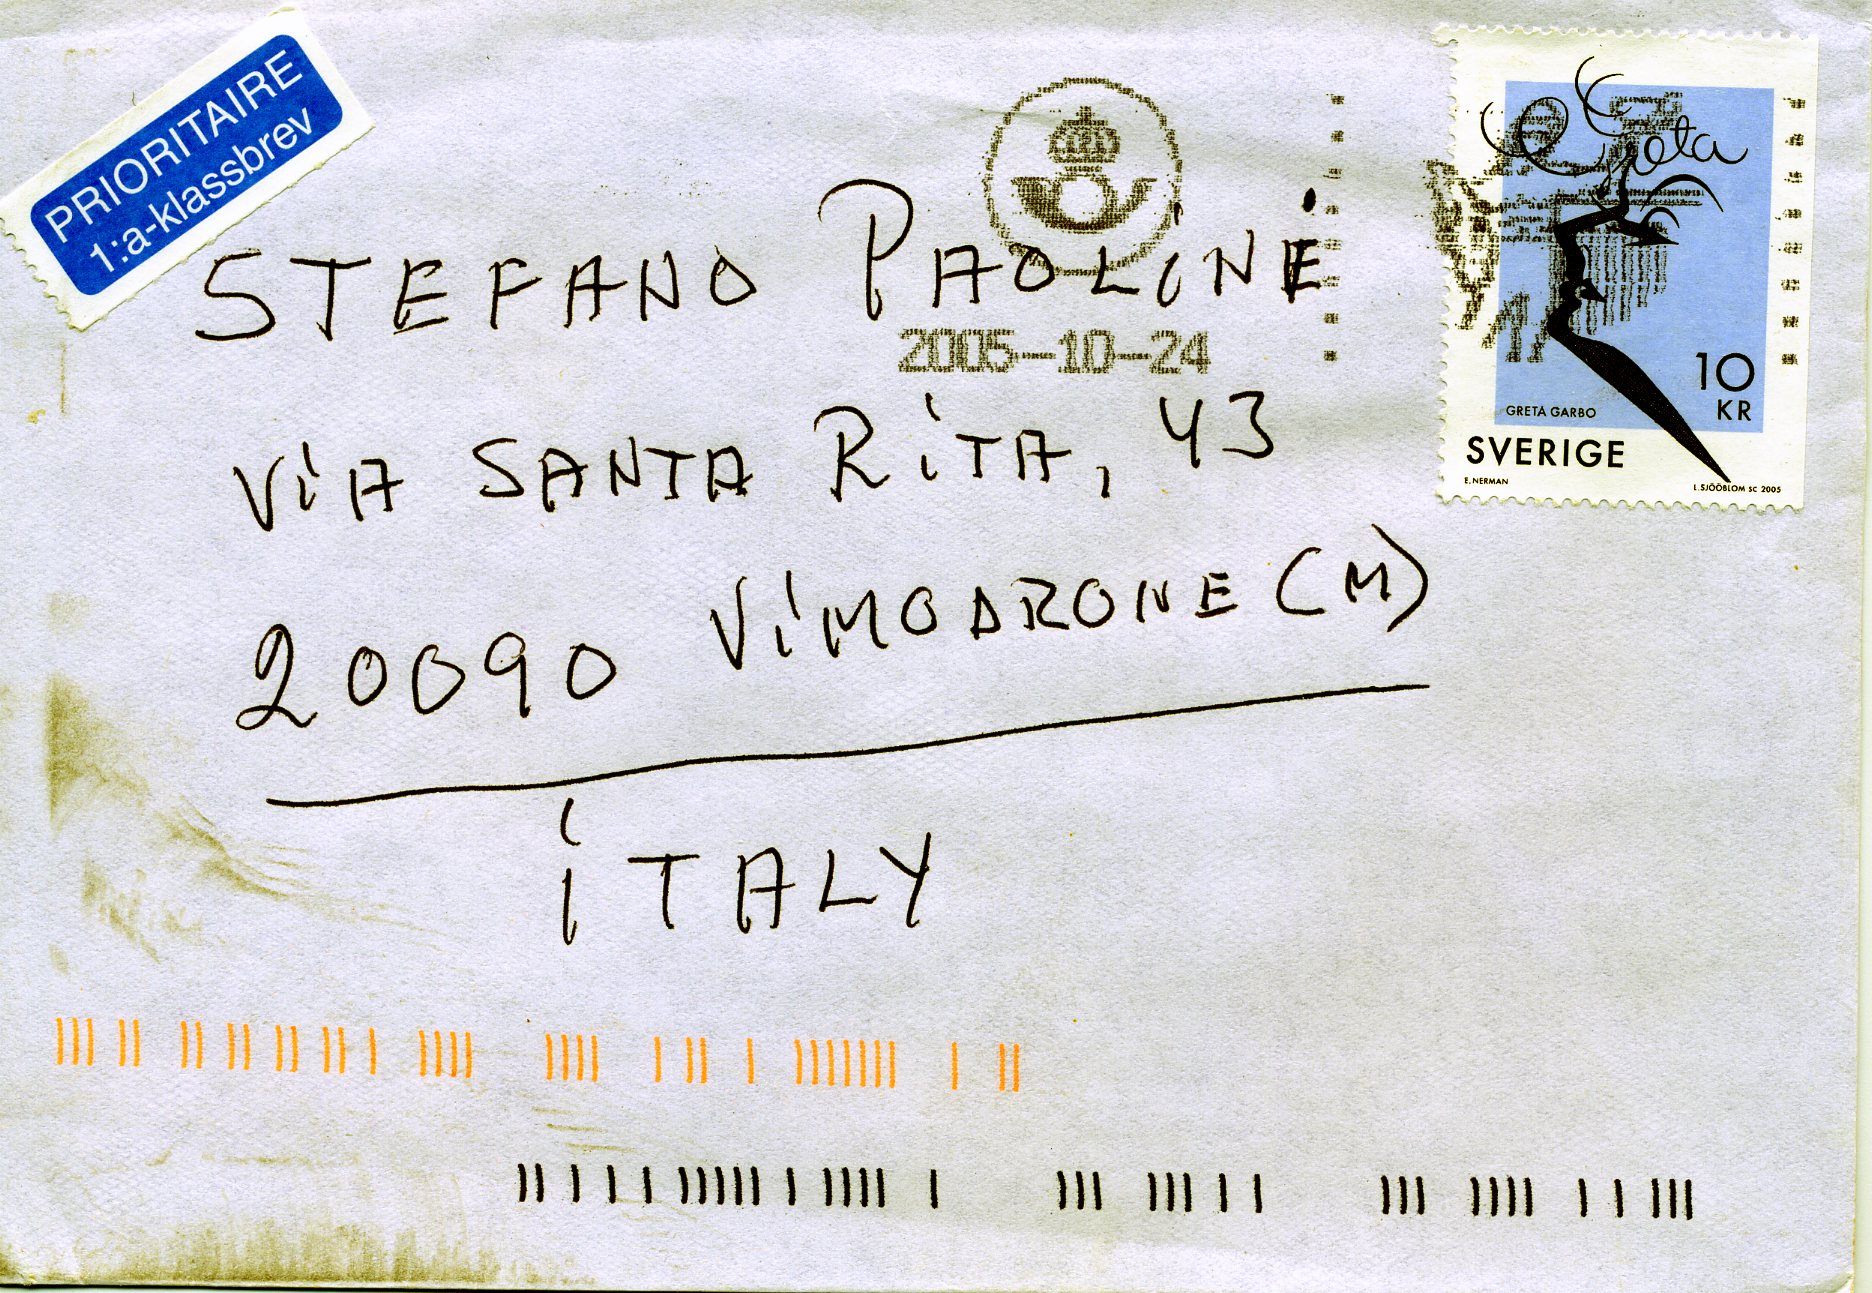 PRIORITAIRE
1:a-klassbrev
STEFANO PAOLINE
2005-10-24
ViA SANTA RiTA, 43
20090 ViMODRONE (M)
iTALY
Greta
10
KR
GRETA GARBO
SVERIGE
E. NERMAN
L. SJÖÖBLOM SC 2005